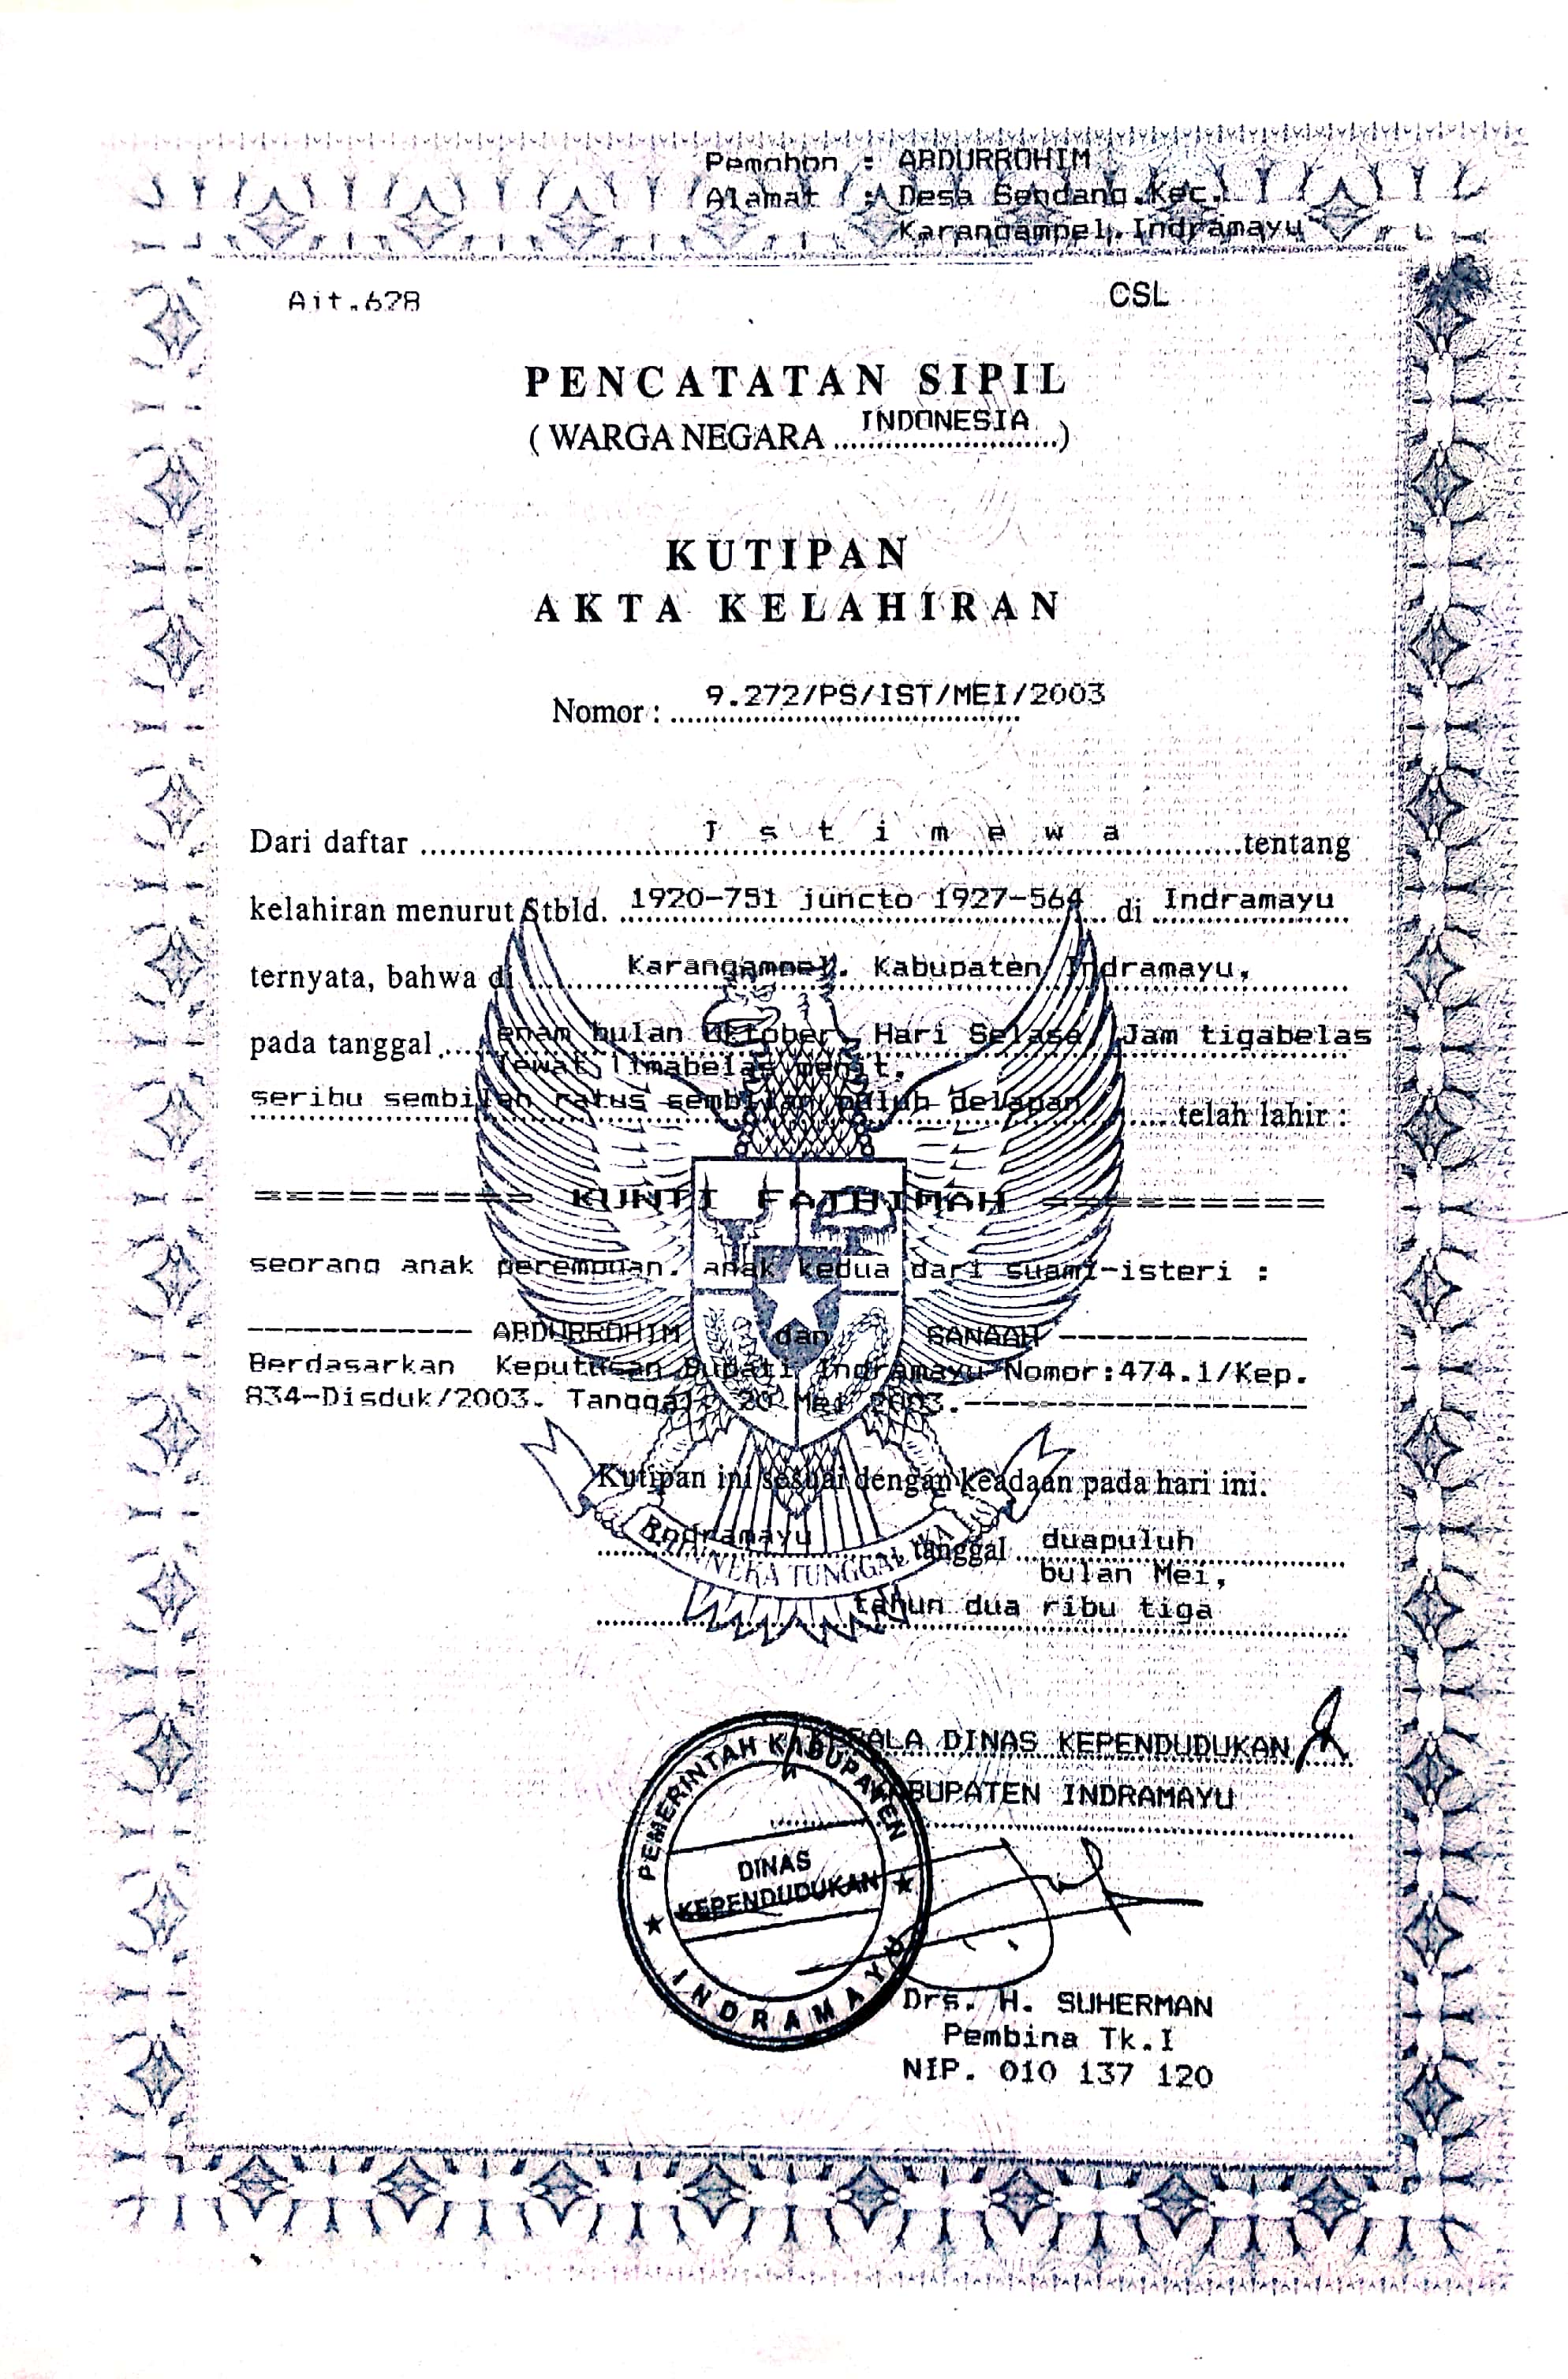 Pemohon : ABDURROHIM
Alamat : Desa Sendang.Kec.
Karangampel, Indramayu
Ait.628
CSL
PENCATATAN SIPIL
( WARGA NEGARA INDONESIA )
KUTIPAN
AKTA KELAHIRAN
Nomor : 9.272/PS/IST/MEI/2003
Dari daftar I s t i m e w a tentang
kelahiran menurut Stbld. 1920-751 juncto 1927-564 di Indramayu
ternyata, bahwa di Karangampel. Kabupaten Indramayu,
pada tanggal enam bulan Oktober, Hari Selasa, Jam tigabelas
lewat limabelas menit.
seribu sembilan ratus sembilan puluh delapan telah lahir :
========= KUNTI FATHIMAH =========
seorang anak perempuan, anak kedua dari suami-isteri :
------------ ABDURROHIM dan SANAAH -------------
Berdasarkan Keputusan Bupati Indramayu Nomor:474.1/Kep.
834-Disduk/2003. Tanggal 20 Mei 2003.------------------
Kutipan ini sesuai dengan keadaan pada hari ini.
Indramayu tanggal duapuluh
bulan Mei,
tahun dua ribu tiga
BHINNEKA TUNGGAL IKA
KEPALA DINAS KEPENDUDUKAN
KABUPATEN INDRAMAYU
PEMERINTAH KABUPATEN
DINAS
KEPENDUDUKAN
INDRAMAYU
Drs. H. SUHERMAN
Pembina Tk.I
NIP. 010 137 120